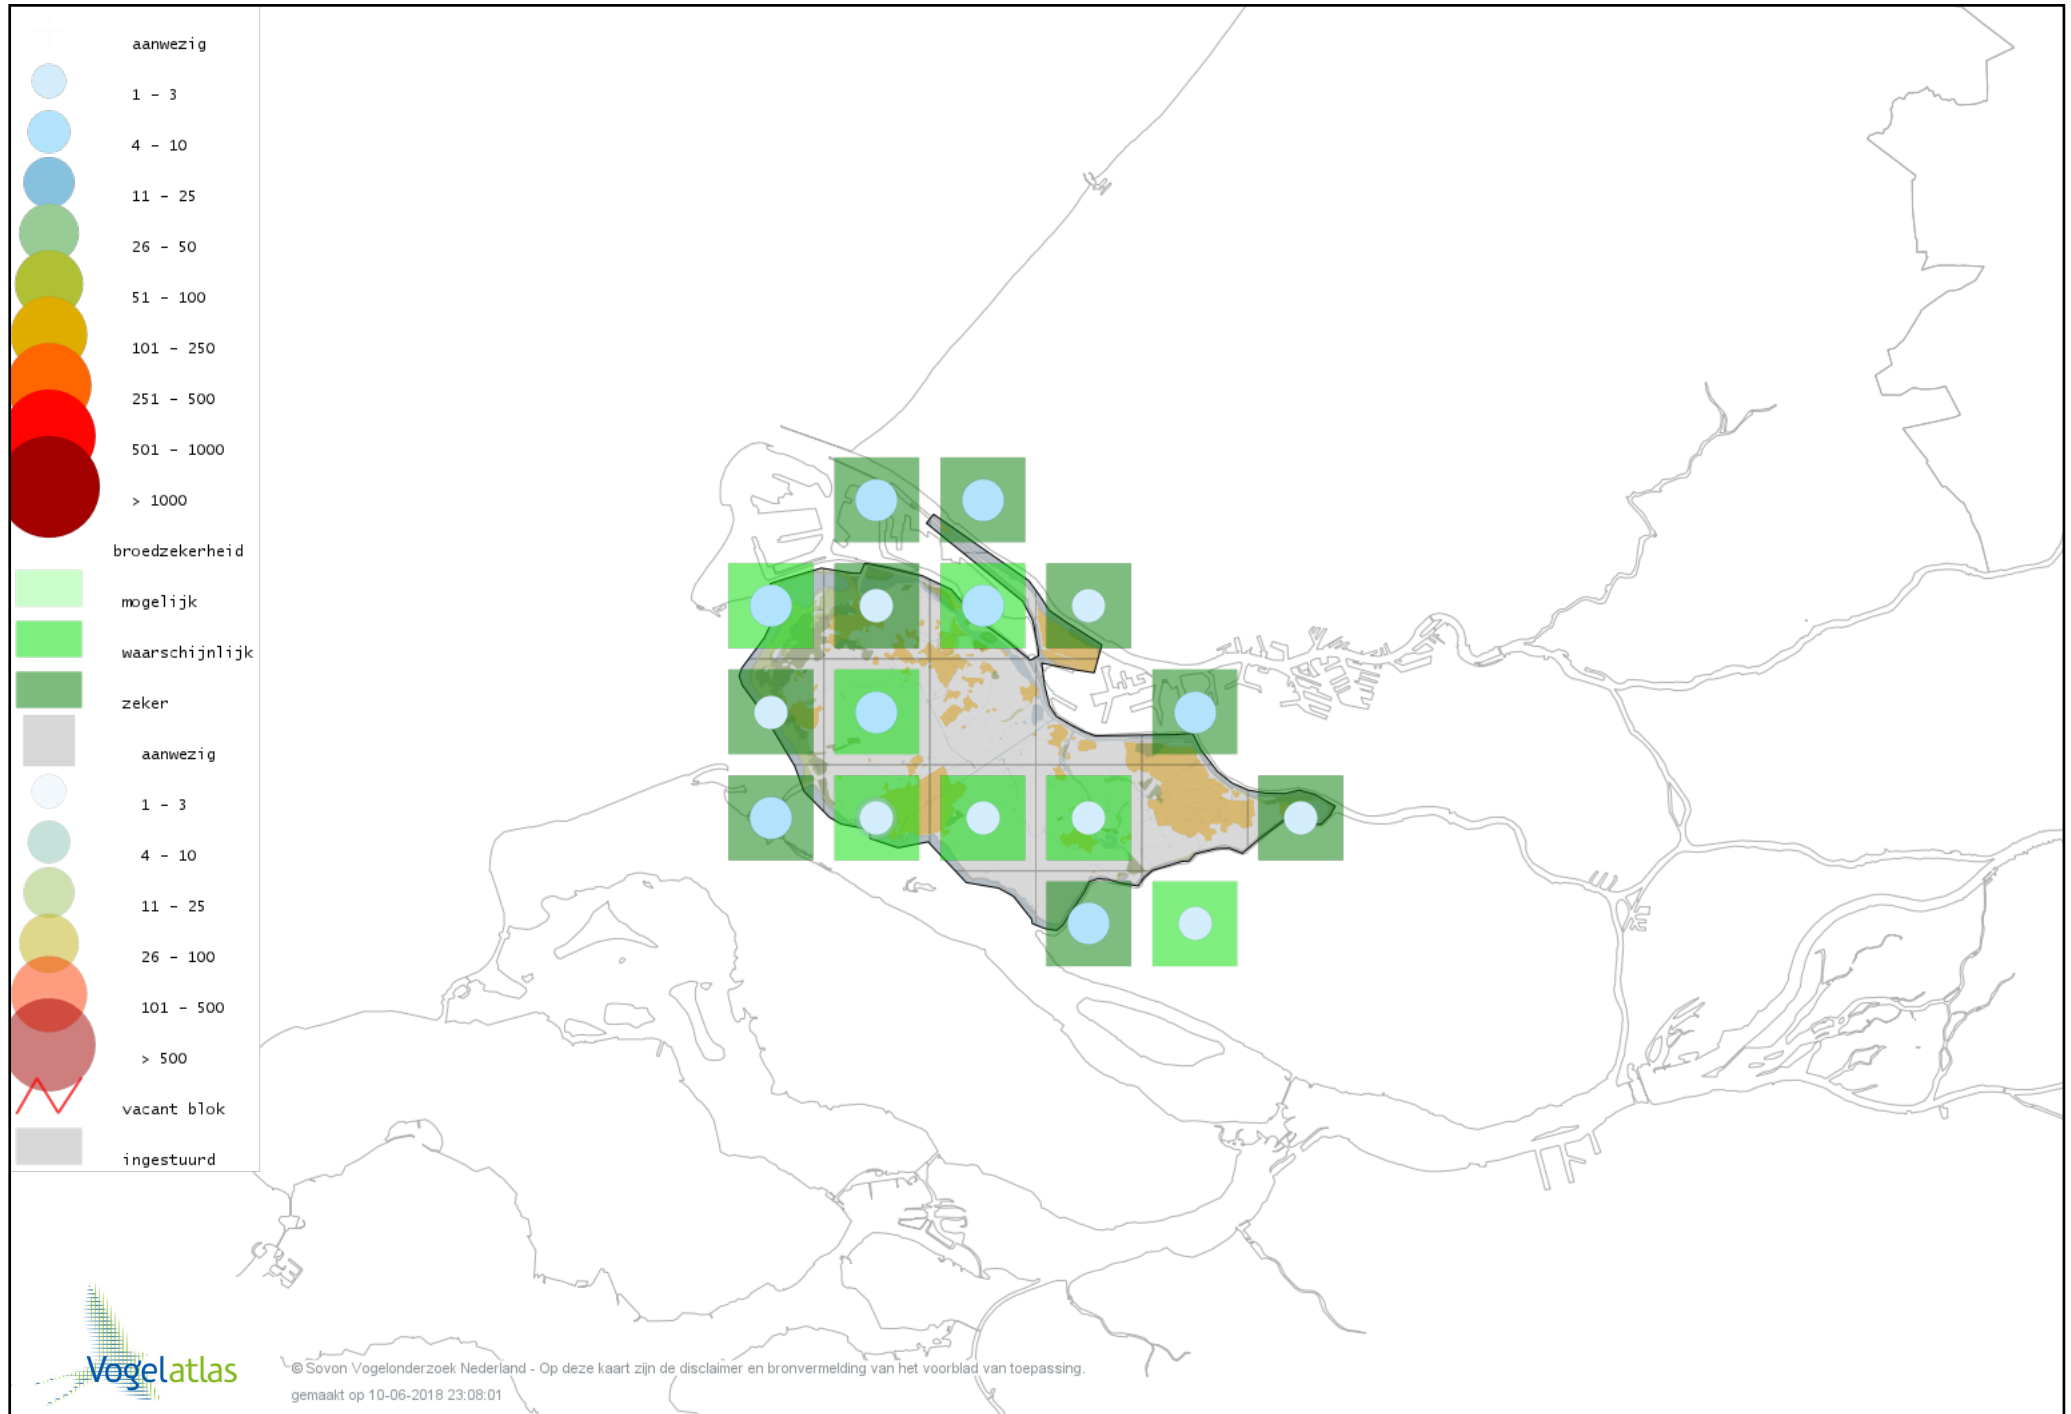 aanwezig
1 - 3
4 - 10
11 - 25
26 - 50
51 - 100
101 - 250
251 - 500
501 - 1000
> 1000
broedzekerheid
mogelijk
waarschijnlijk
zeker
aanwezig
1 - 3
4 - 10
11 - 25
26 - 100
101 - 500
> 500
vacant blok
ingestuurd
Vogelatlas
© Sovon Vogelonderzoek Nederland - Op deze kaart zijn de disclaimer en bronvermelding van het voorblad van toepassing.
gemaakt op 10-06-2018 23:08:01